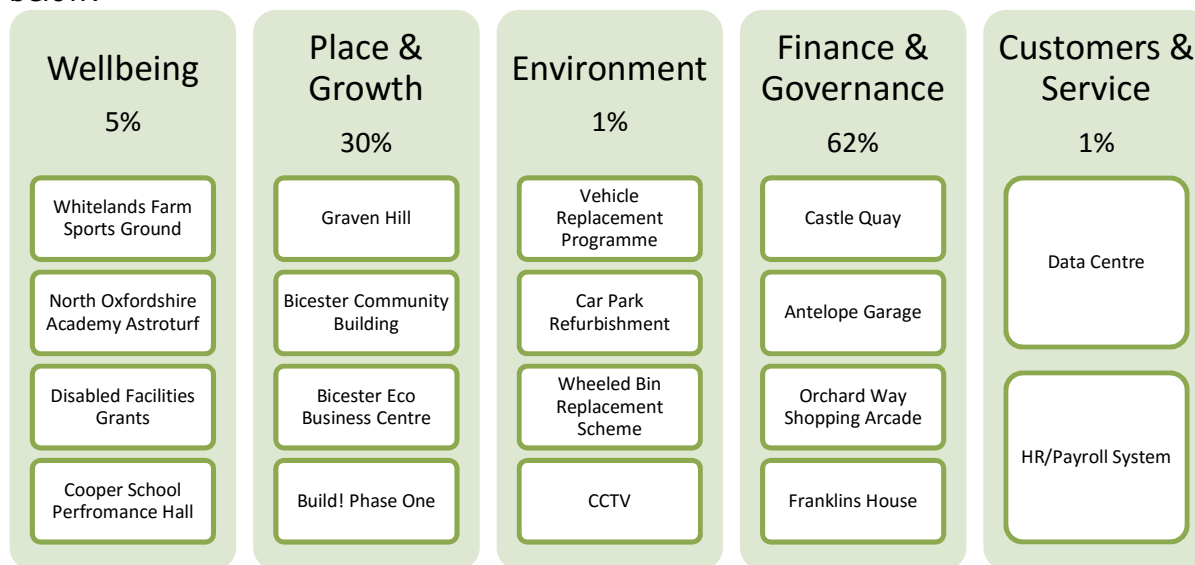 below.
Wellbeing
5%
Whitelands Farm
Sports Ground
North Oxfordshire
Academy Astroturf
Disabled Facilities
Grants
Cooper School
Perfromance Hall
Place &
Growth
30%
Graven Hill
Bicester Community
Building
Bicester Eco
Business Centre
Build! Phase One
Environment
1%
Vehicle
Replacement
Programme
Car Park
Refurbishment
Wheeled Bin
Replacement
Scheme
CCTV
Finance &
Governance
62%
Castle Quay
Antelope Garage
Orchard Way
Shopping Arcade
Franklins House
Customers &
Service
1%
Data Centre
HR/Payroll System